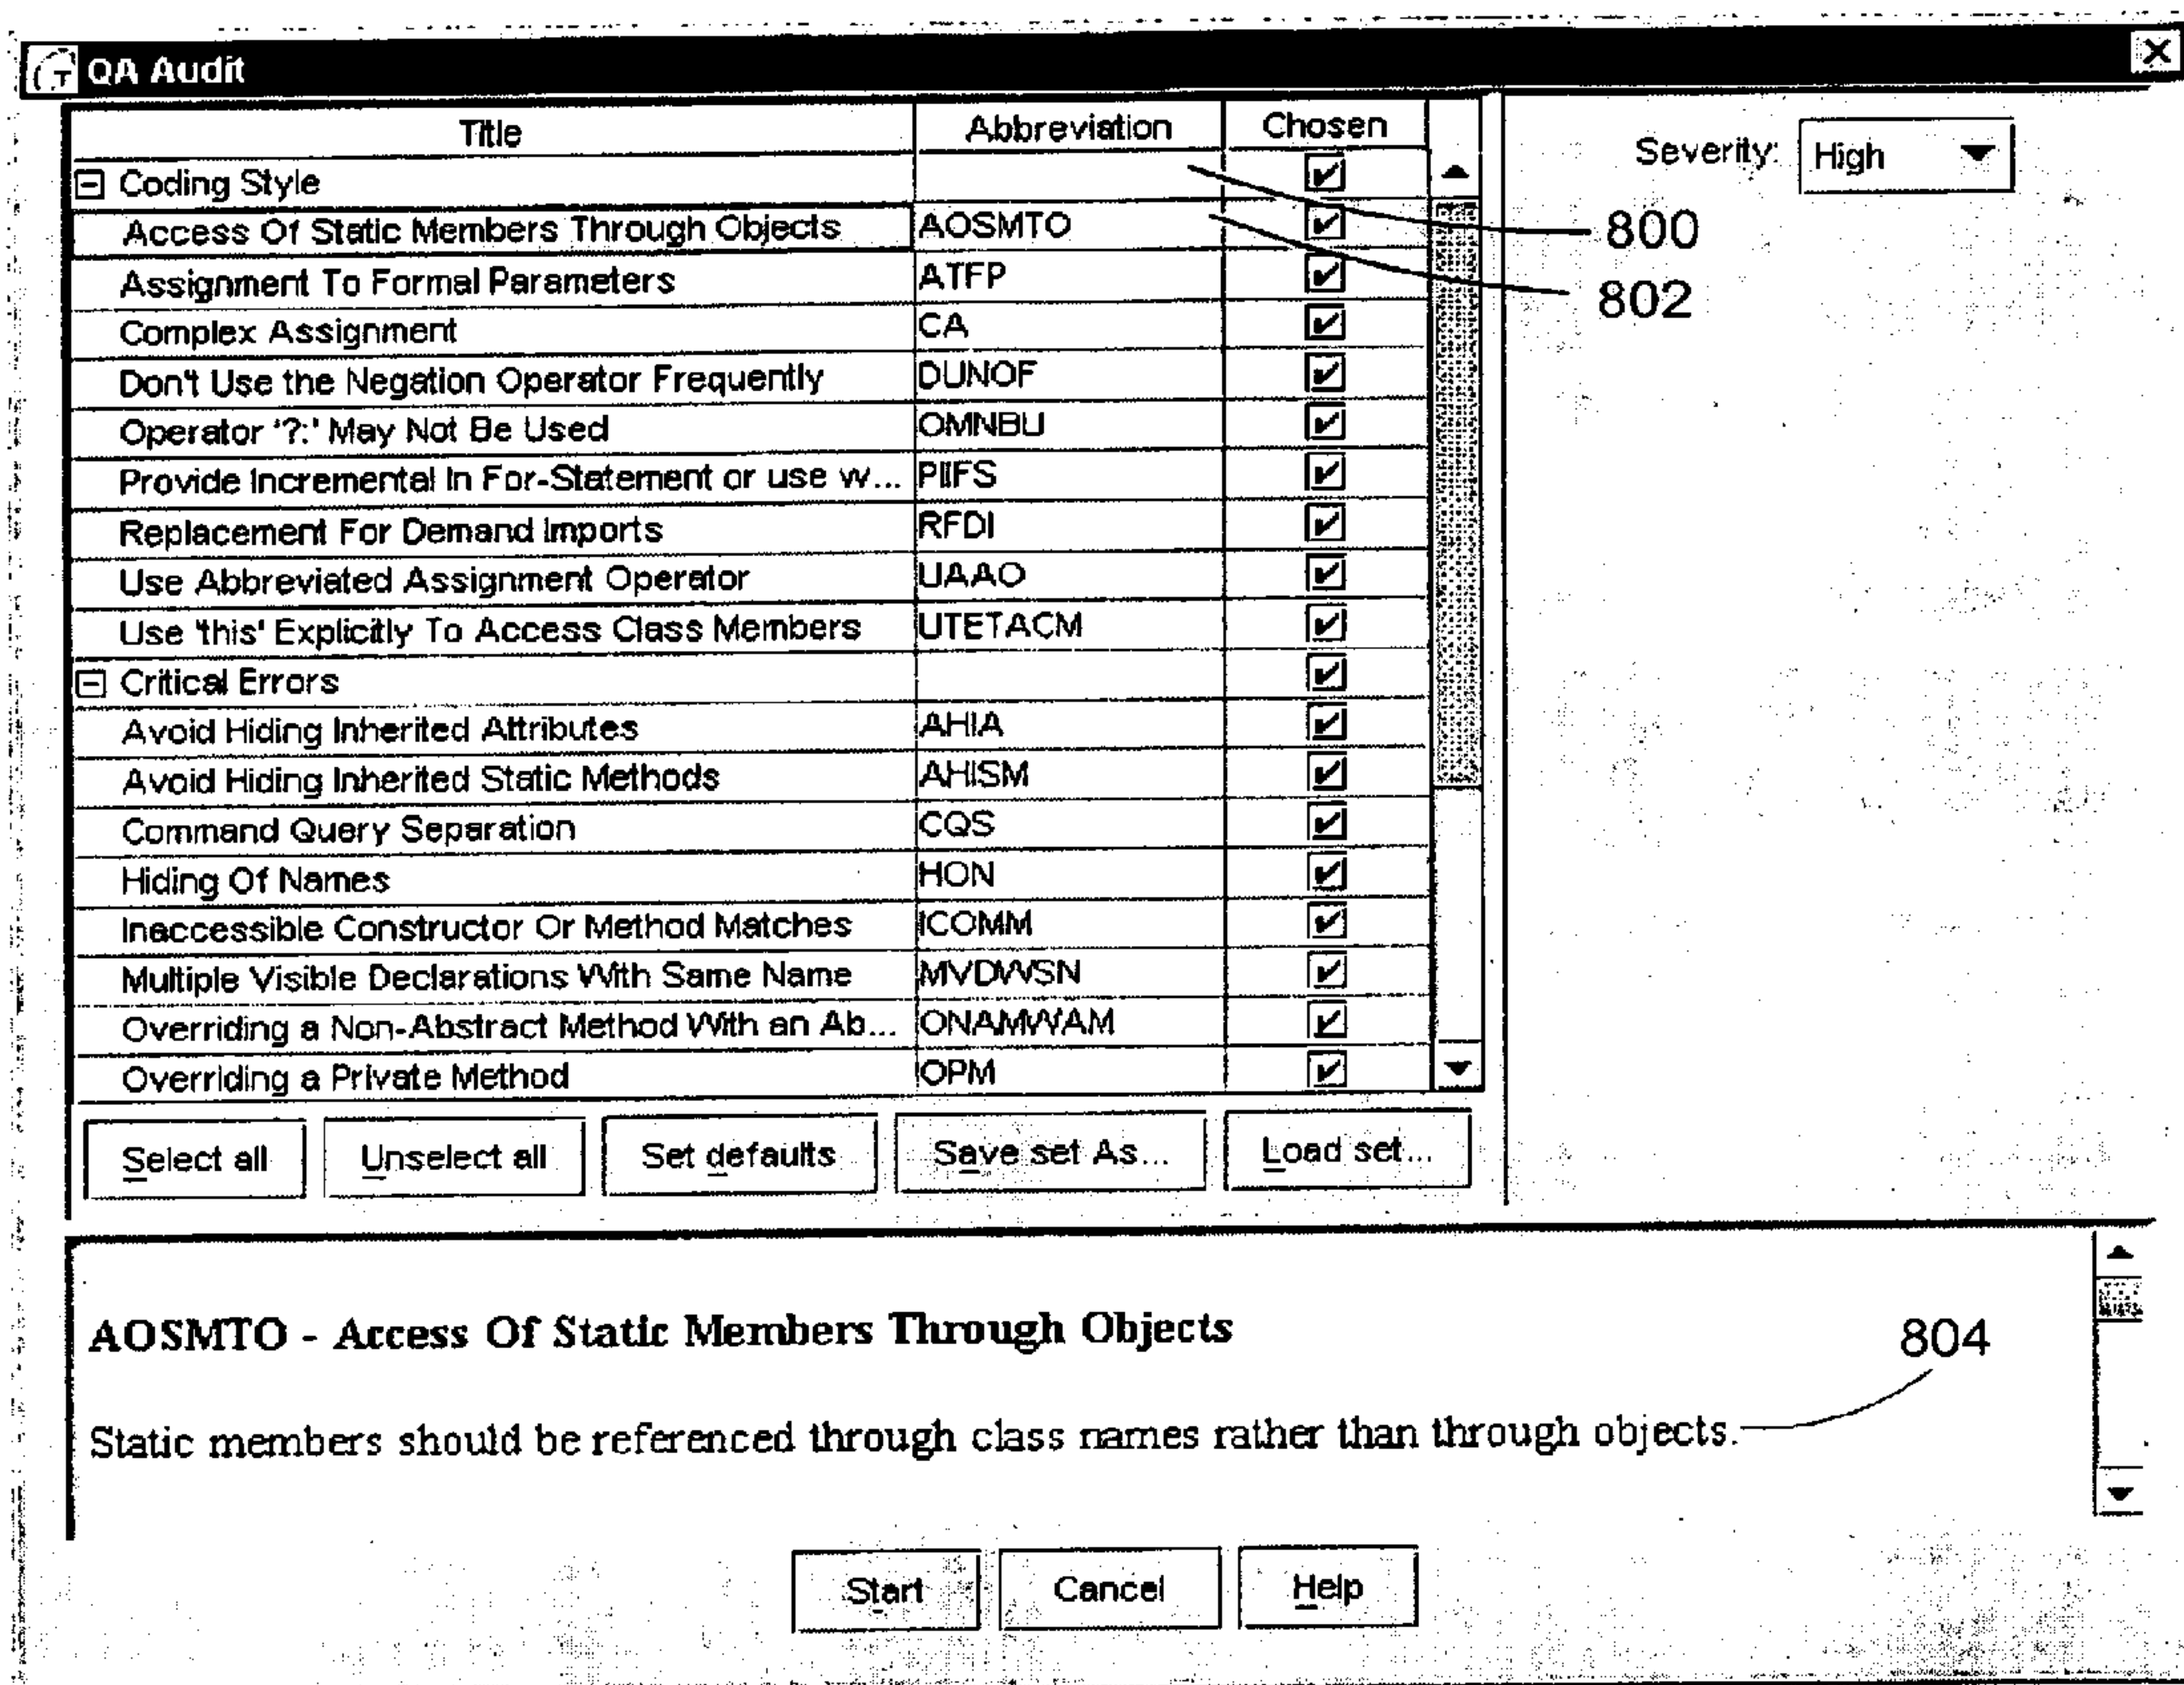 QA Audit
Title Abbreviation Chosen
Severity: High
Coding Style
800
Access Of Static Members Through Objects AOSMTO
802
Assignment To Formal Parameters ATFP
Complex Assignment CA
Don't Use the Negation Operator Frequently DUNOF
Operator '?:' May Not Be Used OMNBU
Provide Incremental In For-Statement or use w... PIIFS
Replacement For Demand Imports RFDI
Use Abbreviated Assignment Operator UAAO
Use 'this' Explicitly To Access Class Members UTETACM
Critical Errors
Avoid Hiding Inherited Attributes AHIA
Avoid Hiding Inherited Static Methods AHISM
Command Query Separation CQS
Hiding Of Names HON
Inaccessible Constructor Or Method Matches ICOMM
Multiple Visible Declarations With Same Name MVDWSN
Overriding a Non-Abstract Method With an Ab... ONAMWAM
Overriding a Private Method OPM
Select all Unselect all Set defaults Save set As... Load set...
AOSMTO - Access Of Static Members Through Objects
804
Static members should be referenced through class names rather than through objects.
Start Cancel Help